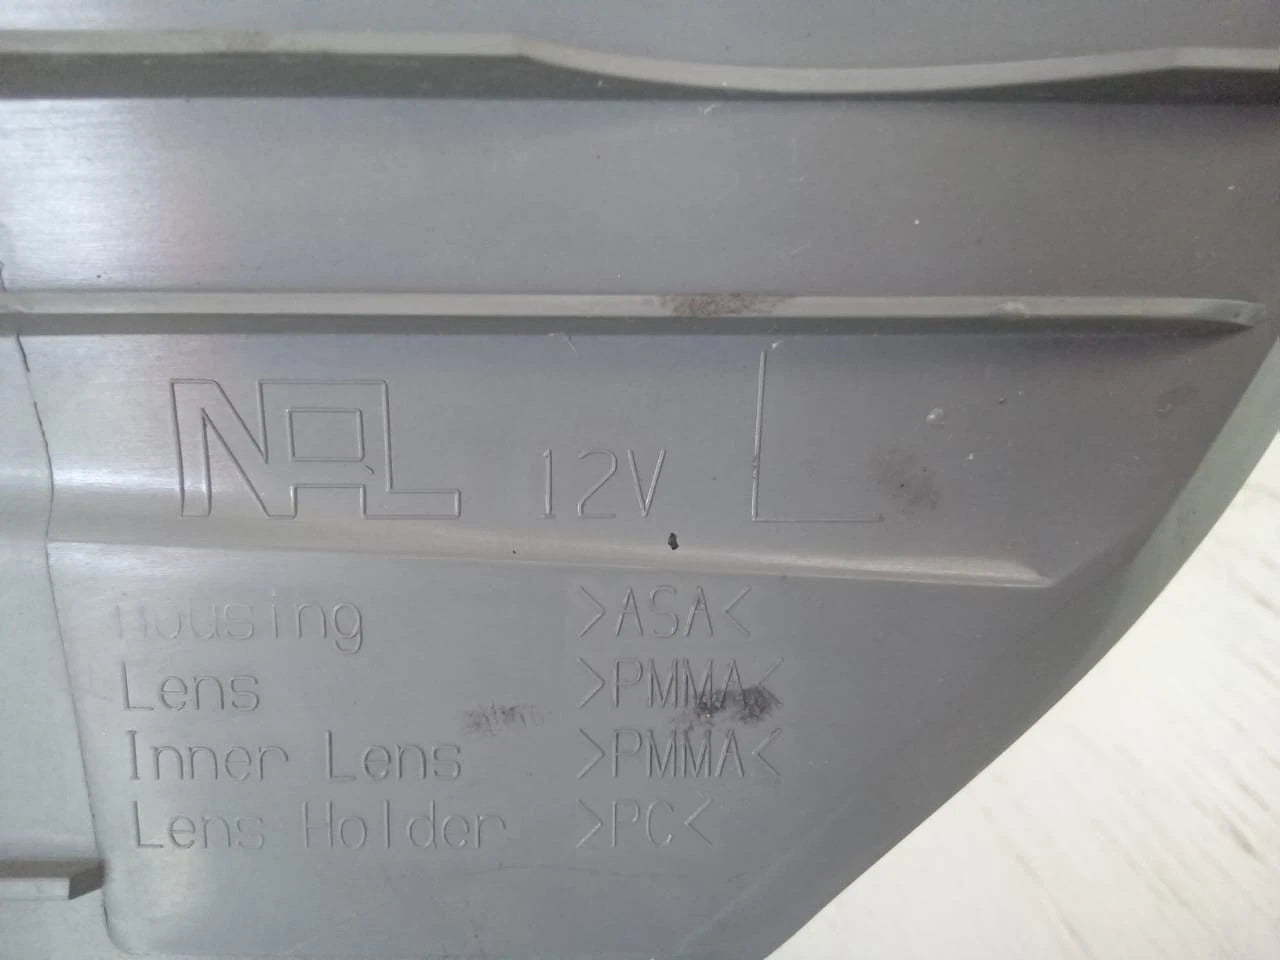 NAL 12V L
Housing >ASA<
Lens >PMMA<
Inner Lens >PMMA<
Lens Holder >PC<